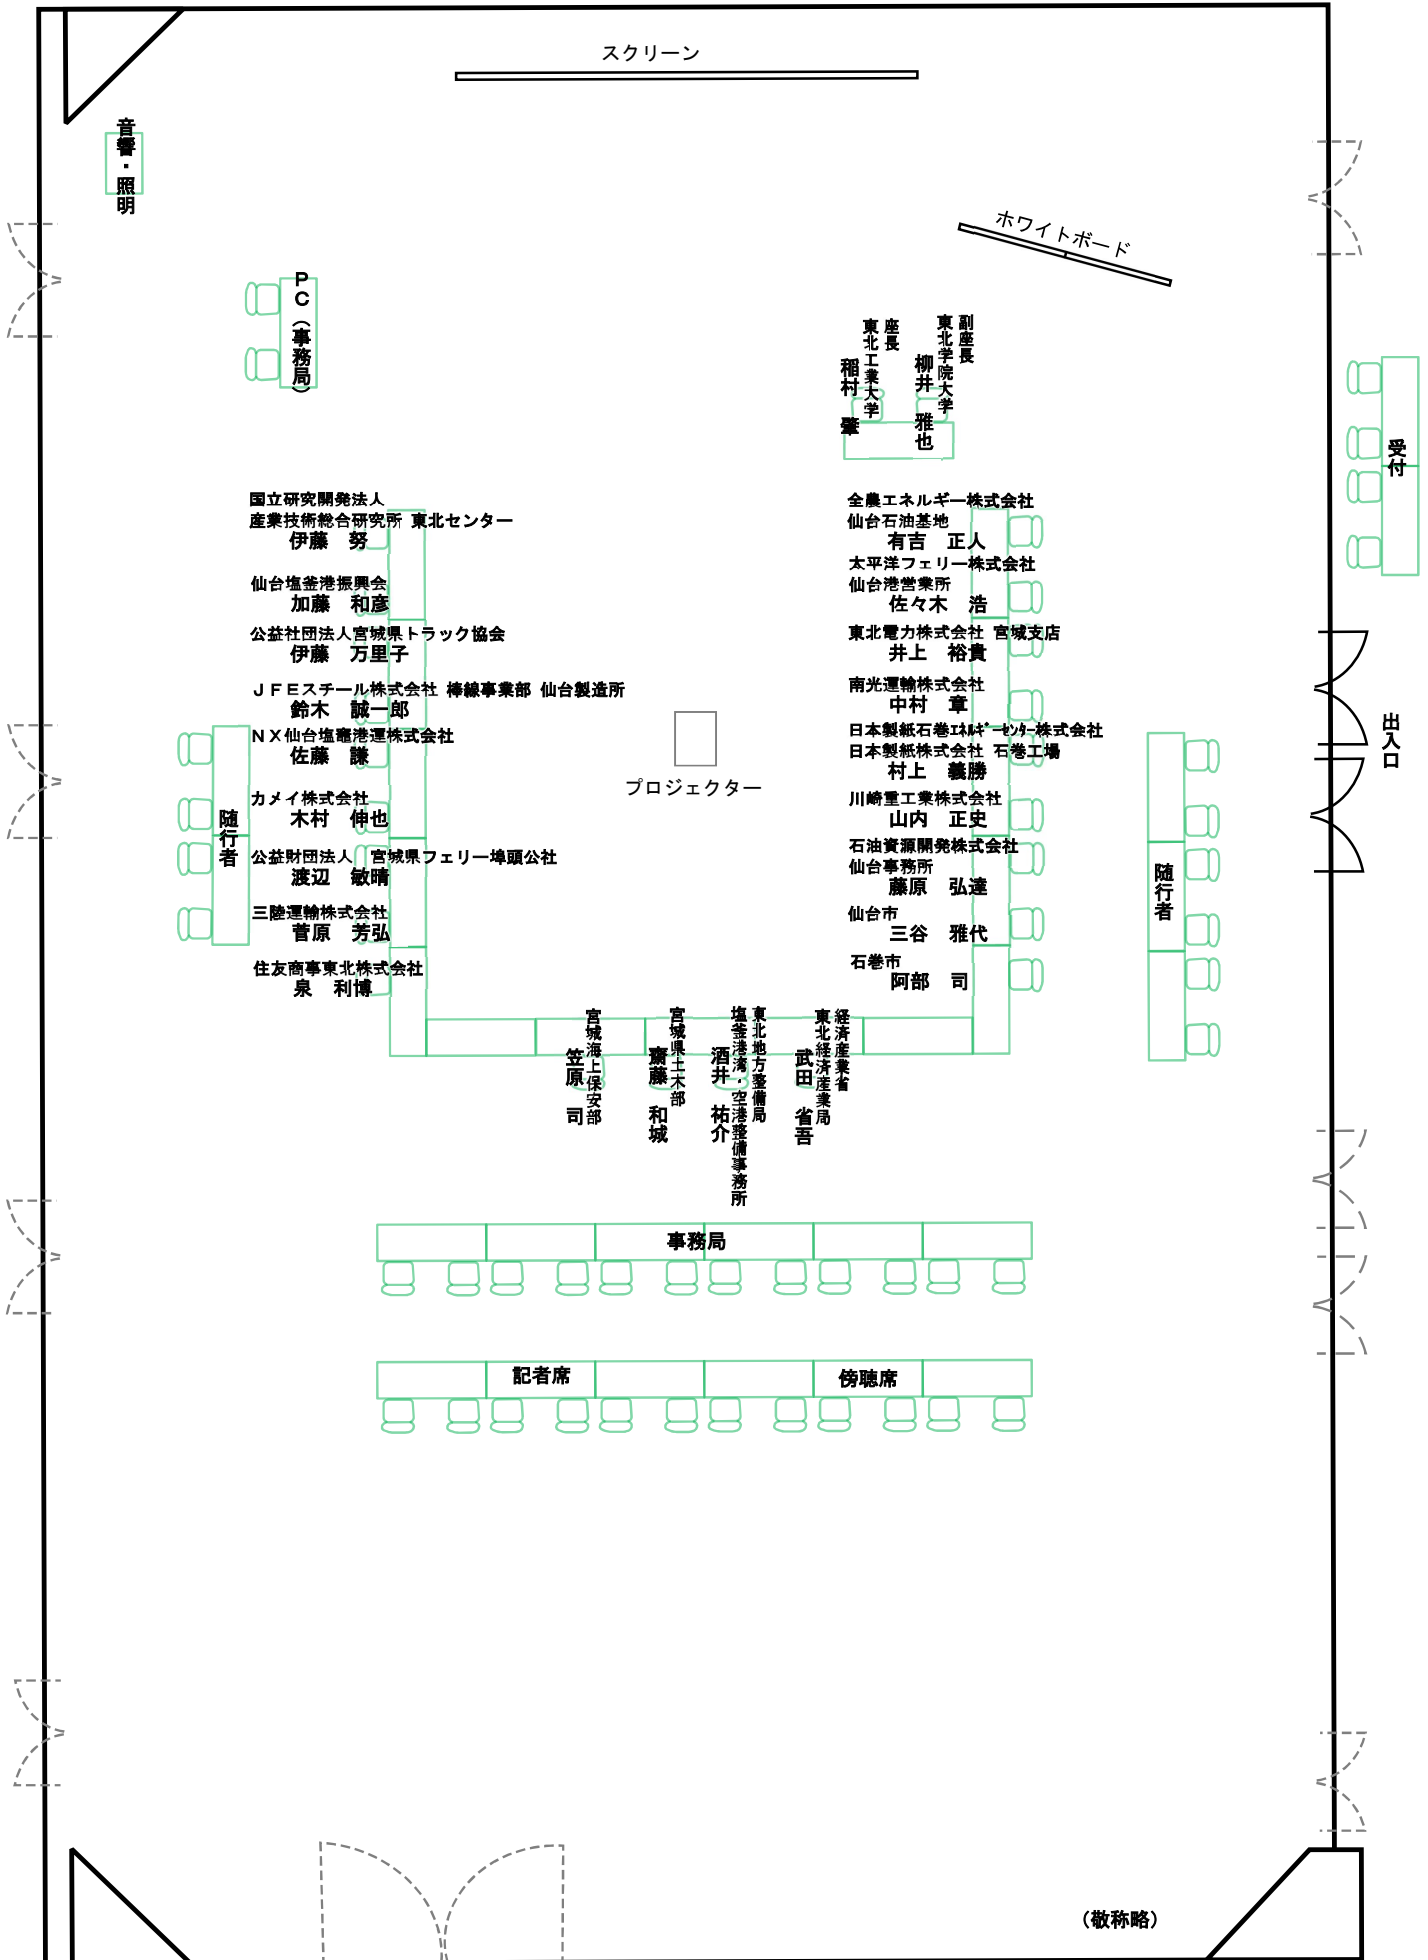 スクリーン
音響・照明
ホワイトボード
PC（事務局）
座長
東北工業大学
稲村　肇
副座長
東北学院大学
柳井　雅也
受付
国立研究開発法人
産業技術総合研究所 東北センター
伊藤　努
仙台塩釜港振興会
加藤　和彦
公益社団法人宮城県トラック協会
伊藤　万里子
ＪＦＥスチール株式会社 棒線事業部 仙台製造所
鈴木　誠一郎
ＮＸ仙台塩竈港運株式会社
佐藤　謙
カメイ株式会社
木村　伸也
公益財団法人　宮城県フェリー埠頭公社
渡辺　敏晴
三陸運輸株式会社
菅原　芳弘
住友商事東北株式会社
泉　利博
随行者
プロジェクター
全農エネルギー株式会社
仙台石油基地
有吉　正人
太平洋フェリー株式会社
仙台港営業所
佐々木　浩
東北電力株式会社 宮城支店
井上　裕貴
南光運輸株式会社
中村　章
日本製紙石巻ｴﾈﾙｷﾞｰｾﾝﾀｰ株式会社
日本製紙株式会社 石巻工場
村上　義勝
川崎重工業株式会社
山内　正史
石油資源開発株式会社
仙台事務所
藤原　弘達
仙台市
三谷　雅代
石巻市
阿部　司
随行者
出入口
宮城海上保安部
笠原　司
宮城県土木部
齋藤　和城
東北地方整備局
塩釜港湾・空港整備事務所
酒井　祐介
経済産業省
東北経済産業局
武田　省吾
事務局
記者席
傍聴席
（敬称略）